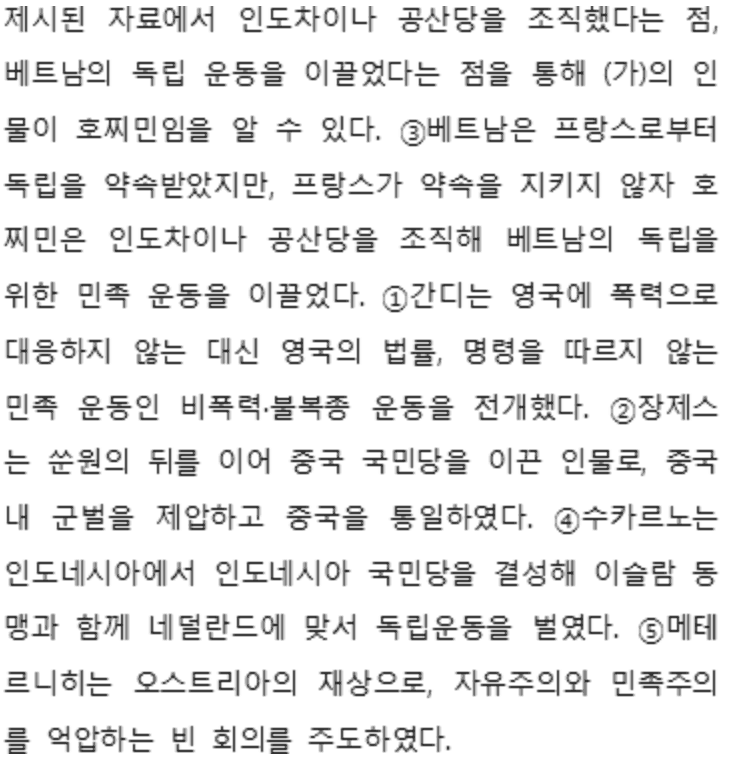 제시된 자료에서 인도차이나 공산당을 조직했다는 점,
베트남의 독립 운동을 이끌었다는 점을 통해 (가)의 인
물이 호찌민임을 알 수 있다. ③베트남은 프랑스로부터
독립을 약속받았지만, 프랑스가 약속을 지키지 않자 호
찌민은 인도차이나 공산당을 조직해 베트남의 독립을
위한 민족 운동을 이끌었다. ①간디는 영국에 폭력으로
대응하지 않는 대신 영국의 법률, 명령을 따르지 않는
민족 운동인 비폭력·불복종 운동을 전개했다. ②장제스
는 쑨원의 뒤를 이어 중국 국민당을 이끈 인물로, 중국
내 군벌을 제압하고 중국을 통일하였다. ④수카르노는
인도네시아에서 인도네시아 국민당을 결성해 이슬람 동
맹과 함께 네덜란드에 맞서 독립운동을 벌였다. ⑤메테
르니히는 오스트리아의 재상으로, 자유주의와 민족주의
를 억압하는 빈 회의를 주도하였다.